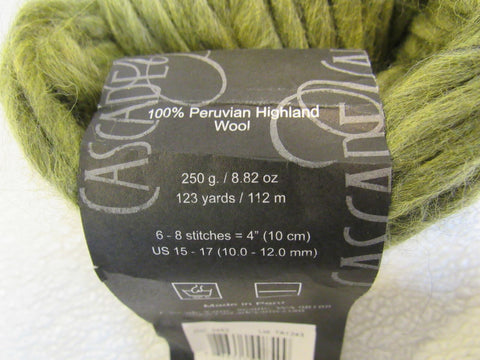 CASCADE
100% Peruvian Highland
Wool
250 g. / 8.82 oz
123 yards / 112 m
6 - 8 stitches = 4" (10 cm)
US 15 - 17 (10.0 - 12.0 mm)
Made in Peru